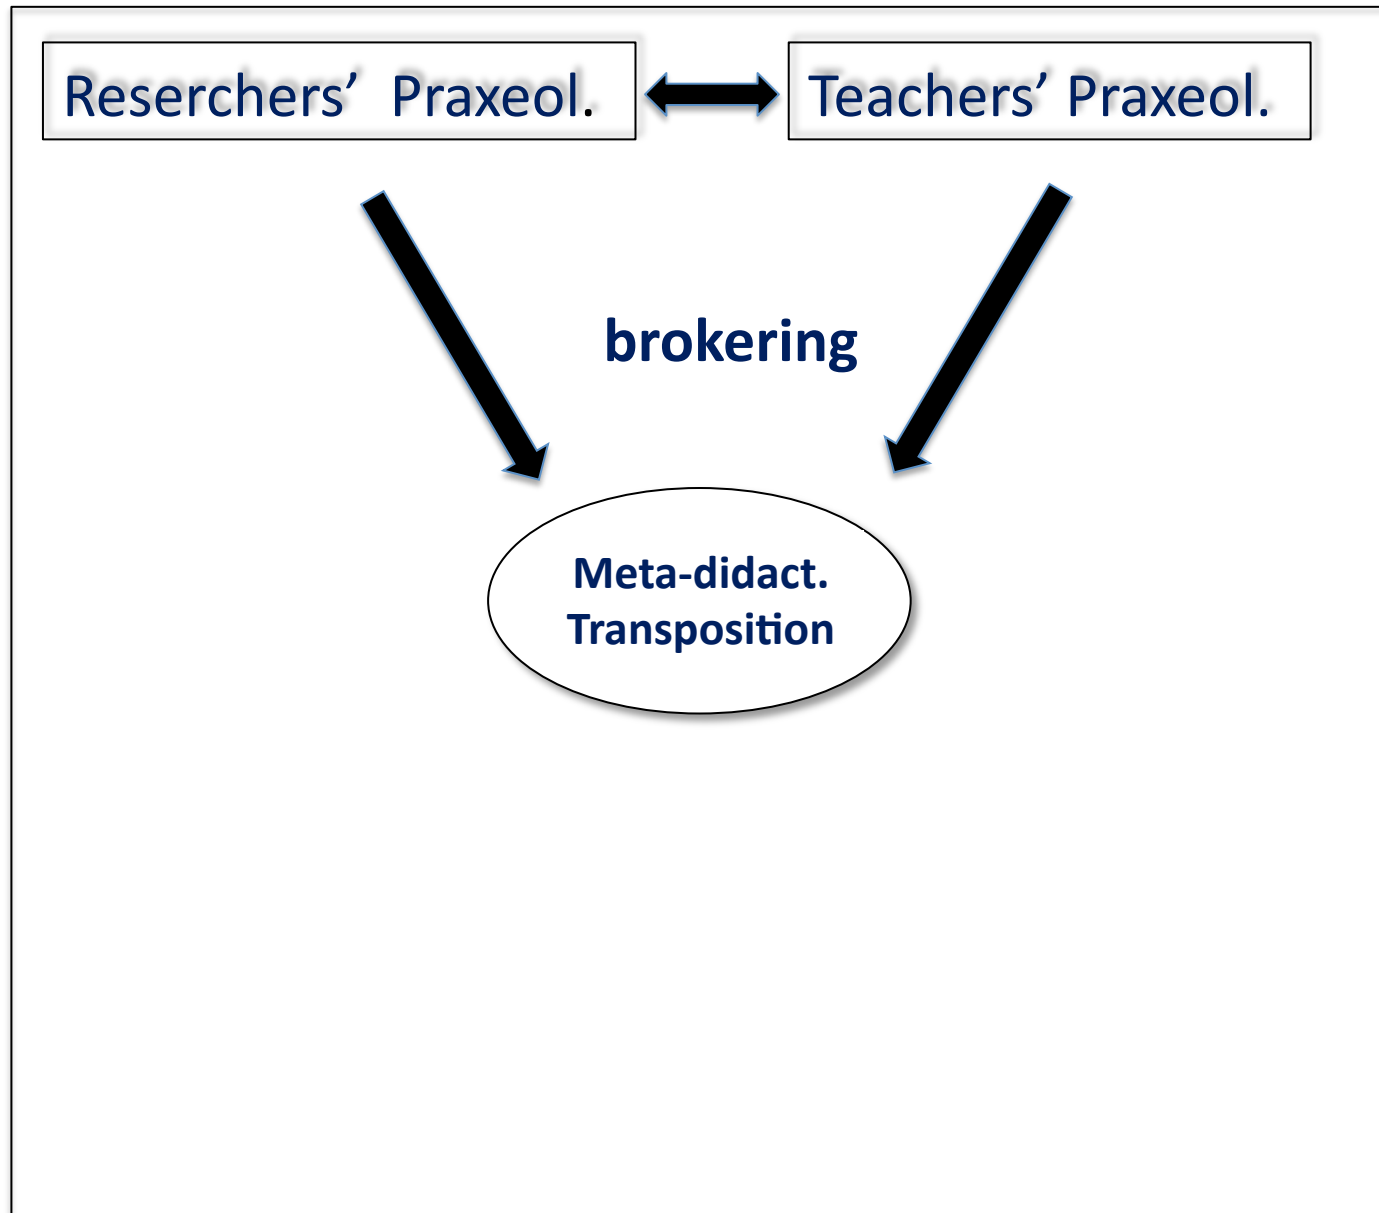 Reserchers’ Praxeol.
Teachers’ Praxeol.
brokering
Meta-didact.
Transposition